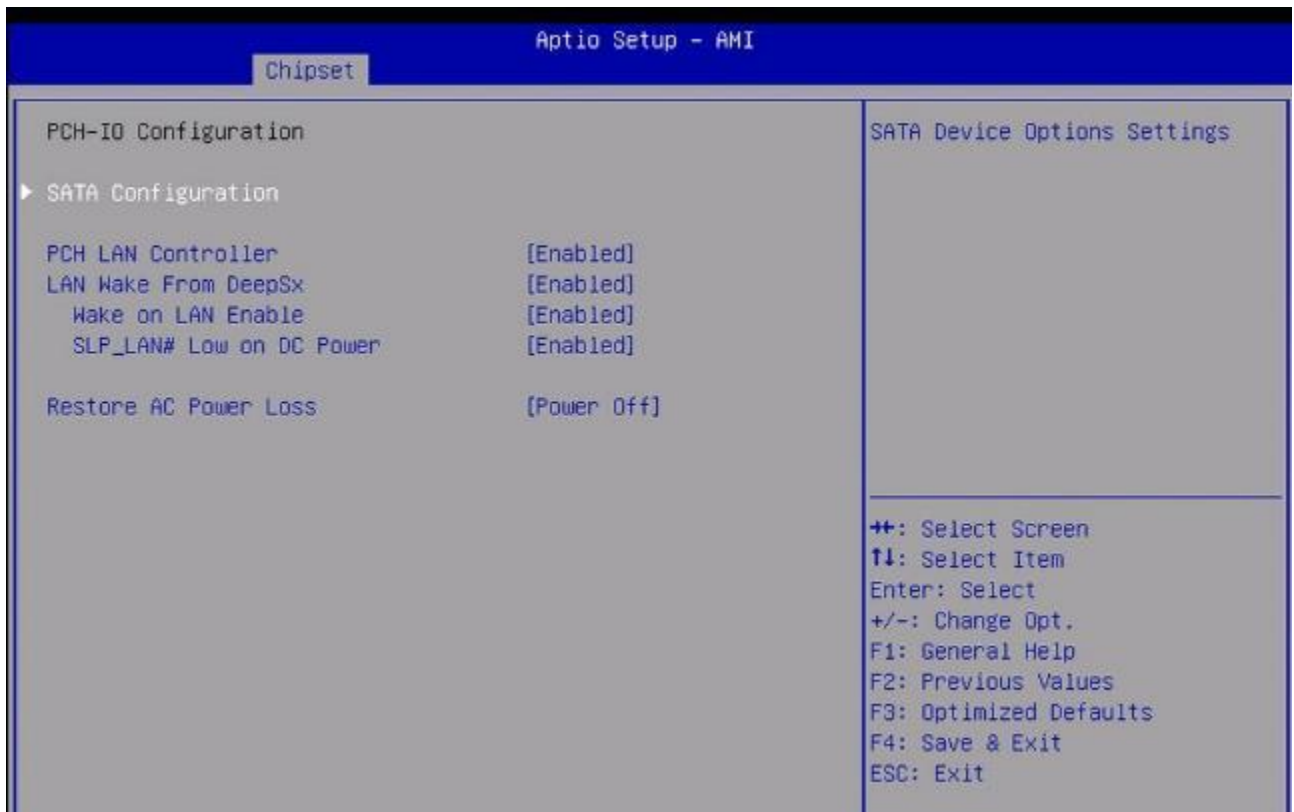 Aptio Setup - AMI
Chipset
PCH-IO Configuration
SATA Configuration
PCH LAN Controller [Enabled]
LAN Wake From DeepSx [Enabled]
Wake on LAN Enable [Enabled]
SLP_LAN# Low on DC Power [Enabled]
Restore AC Power Loss [Power Off]
SATA Device Options Settings
→←: Select Screen
↑↓: Select Item
Enter: Select
+/-: Change Opt.
F1: General Help
F2: Previous Values
F3: Optimized Defaults
F4: Save & Exit
ESC: Exit